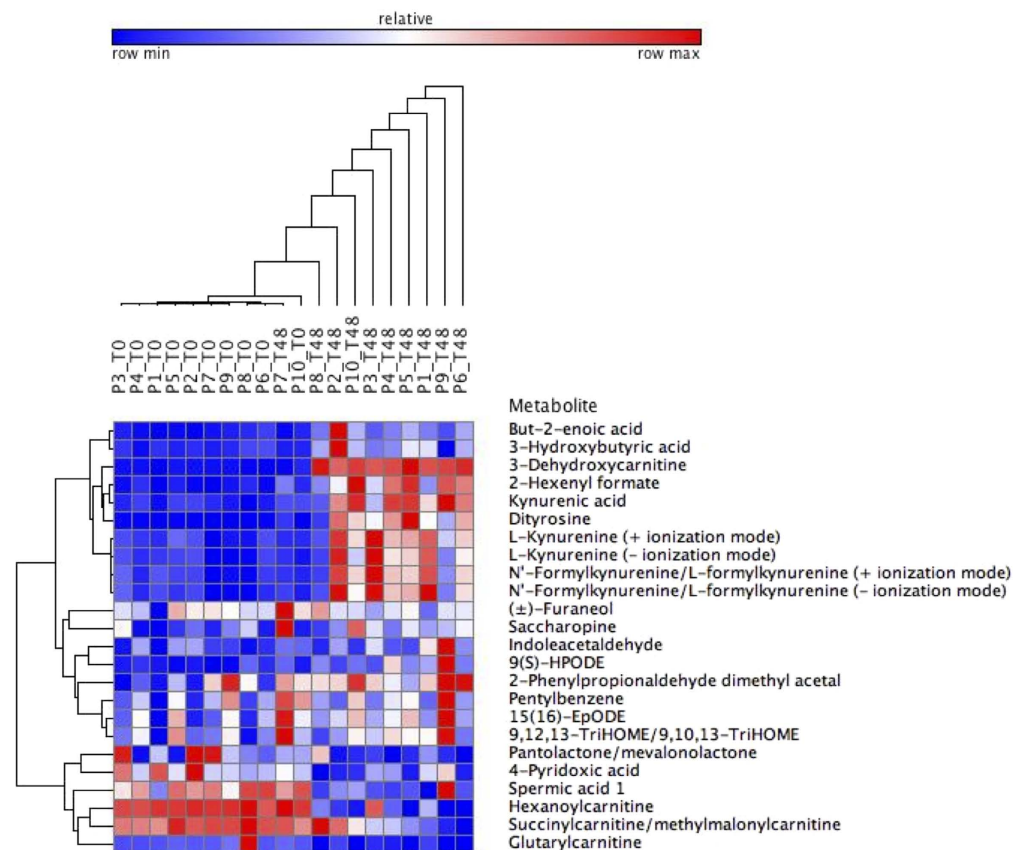 relative
row min
row max
P3_T0
P4_T0
P1_T0
P5_T0
P2_T0
P7_T0
P9_T0
P8_T0
P6_T0
P7_T48
P10_T0
P8_T48
P2_T48
P10_T48
P3_T48
P4_T48
P5_T48
P1_T48
P9_T48
P6_T48
Metabolite
But-2-enoic acid
3-Hydroxybutyric acid
3-Dehydroxycarnitine
2-Hexenyl formate
Kynurenic acid
Dityrosine
L-Kynurenine (+ ionization mode)
L-Kynurenine (- ionization mode)
N'-Formylkynurenine/L-formylkynurenine (+ ionization mode)
N'-Formylkynurenine/L-formylkynurenine (- ionization mode)
(±)-Furaneol
Saccharopine
Indoleacetaldehyde
9(S)-HPODE
2-Phenylpropionaldehyde dimethyl acetal
Pentylbenzene
15(16)-EpODE
9,12,13-TriHOME/9,10,13-TriHOME
Pantolactone/mevalonolactone
4-Pyridoxic acid
Spermic acid 1
Hexanoylcarnitine
Succinylcarnitine/methylmalonylcarnitine
Glutarylcarnitine